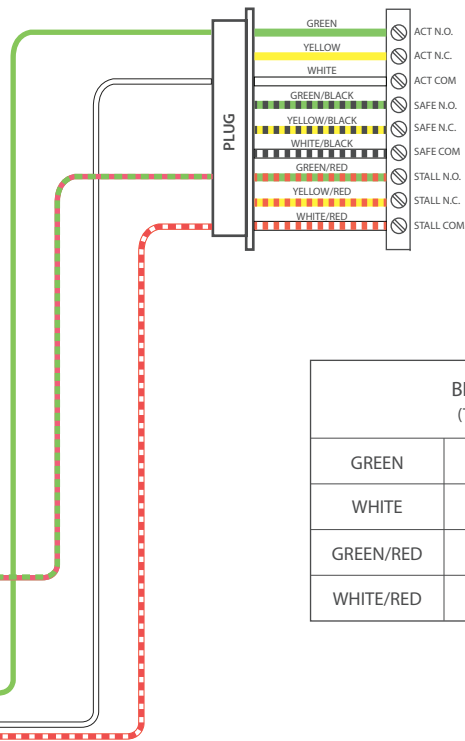 GREEN ACT N.O.
YELLOW ACT N.C.
WHITE ACT COM
GREEN/BLACK SAFE N.O.
YELLOW/BLACK SAFE N.C.
WHITE/BLACK SAFE COM
GREEN/RED STALL N.O.
YELLOW/RED STALL N.C.
WHITE/RED STALL COM
PLUG
GREEN
WHITE
GREEN/RED
WHITE/RED